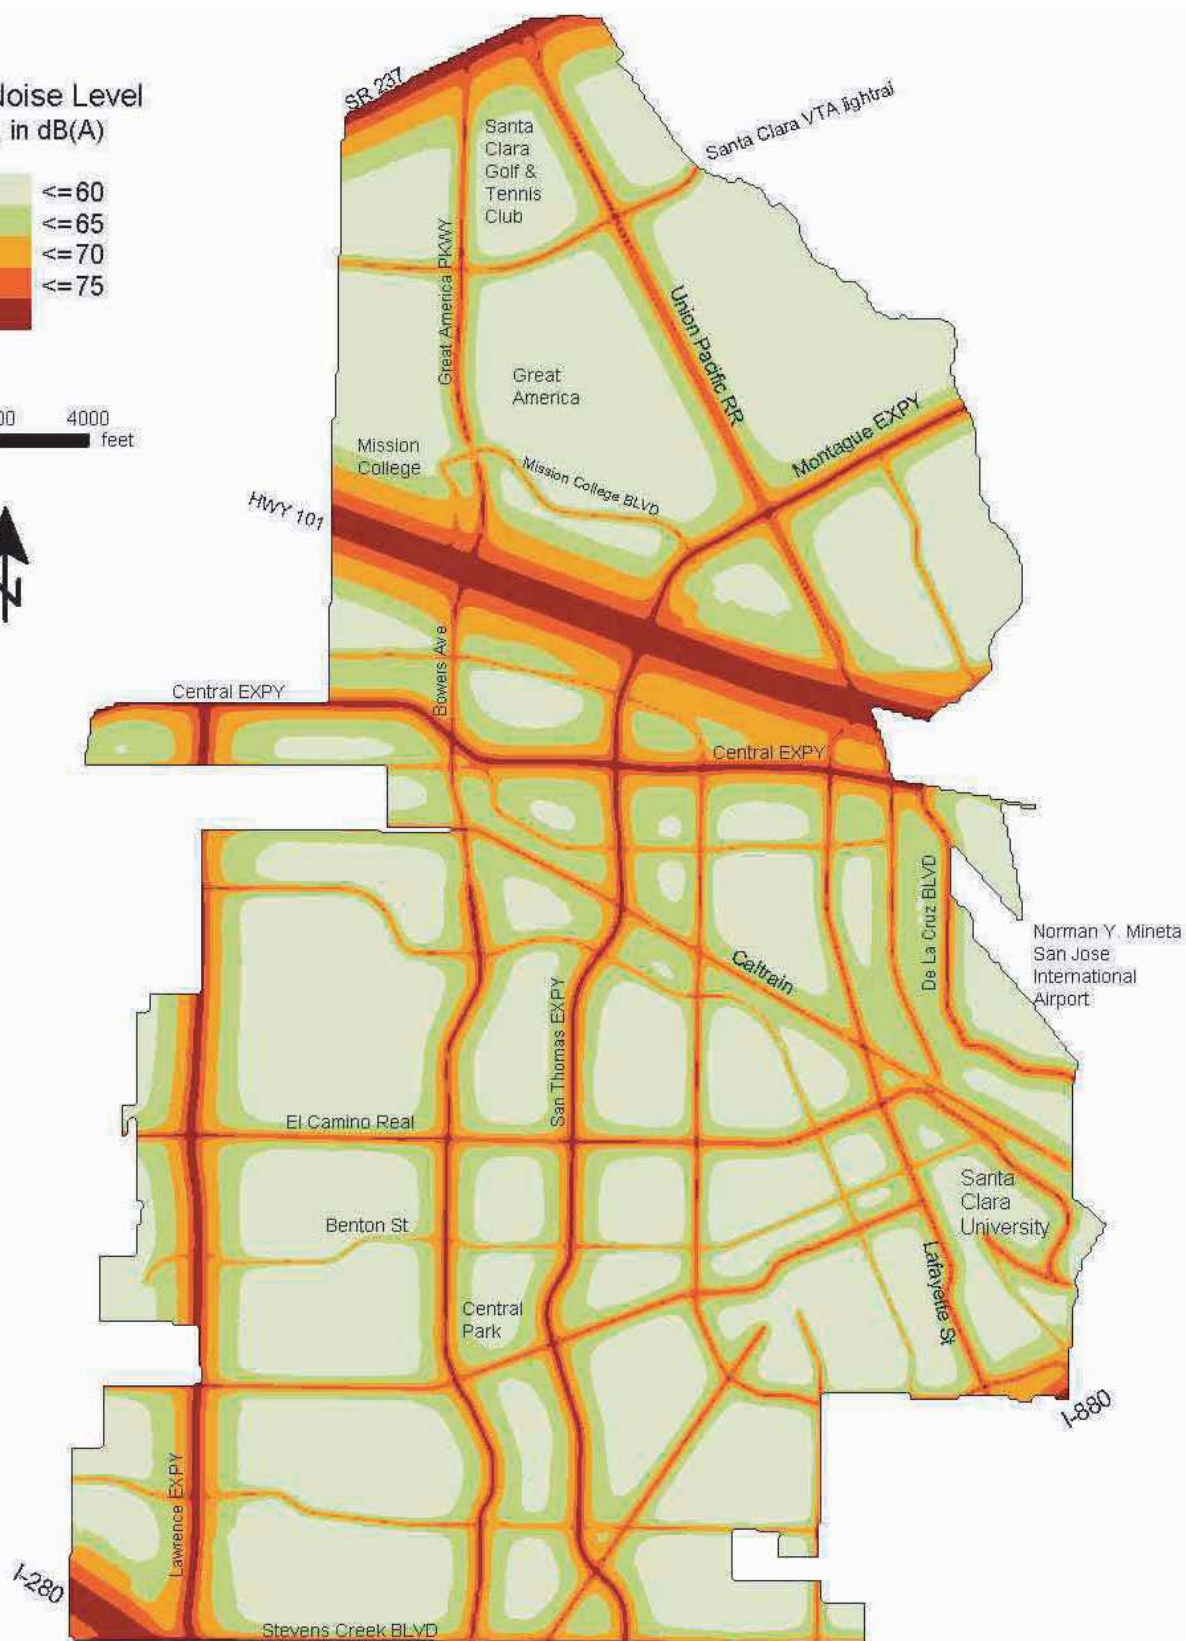 SR 237
Noise Level
in dB(A)
<=60
<=65
<=70
<=75
4000
feet
N
Santa Clara VTA lightrail
Santa
Clara
Golf &
Tennis
Club
Great America PKWY
Union Pacific RR
Great
America
Montague EXPY
Mission
College
Mission College BLVD
HWY 101
Bowers Ave
Central EXPY
Central EXPY
De La Cruz BLVD
Norman Y. Mineta
San Jose
International
Airport
Caltrain
San Thomas EXPY
El Camino Real
Santa
Clara
University
Benton St
Lafayette St
Central
Park
I-880
Lawrence EXPY
I-280
Stevens Creek BLVD